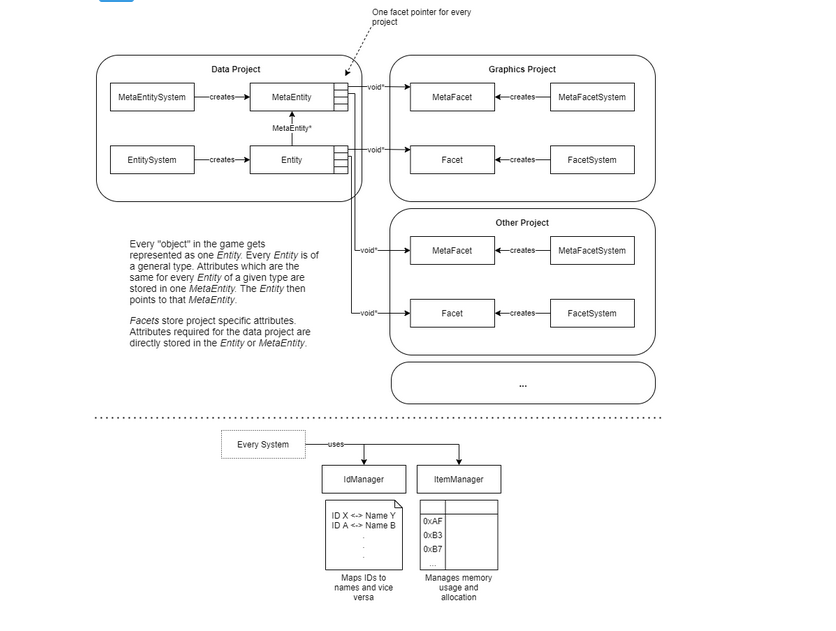 One facet pointer for every
project
Data Project
Graphics Project
MetaEntitySystem
creates
MetaEntity
void*
MetaFacet
creates
MetaFacetSystem
MetaEntity*
EntitySystem
creates
Entity
void*
Facet
creates
FacetSystem
Other Project
void*
MetaFacet
creates
MetaFacetSystem
void*
Facet
creates
FacetSystem
Every "object" in the game gets
represented as one Entity. Every Entity is of
a general type. Attributes which are the
same for every Entity of a given type are
stored in one MetaEntity. The Entity then
points to that MetaEntity.
Facets store project specific attributes.
Attributes required for the data project are
directly stored in the Entity or MetaEntity.
...
Every System
uses
IdManager
ItemManager
ID X <-> Name Y
ID A <-> Name B
.
.
.
0xAF
0xB3
0xB7
...
Maps IDs to
names and vice
versa
Manages memory
usage and
allocation